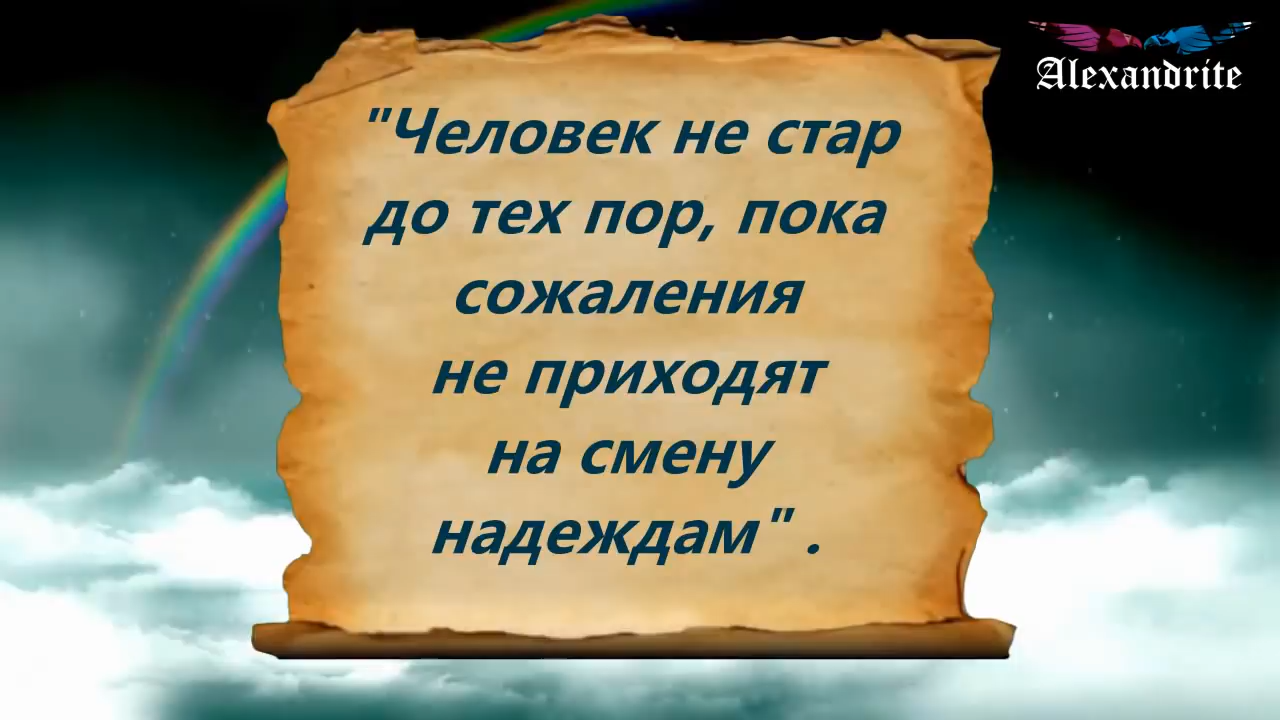 Alexandrite
"Человек не стар
до тех пор, пока
сожаления
не приходят
на смену
надеждам" .